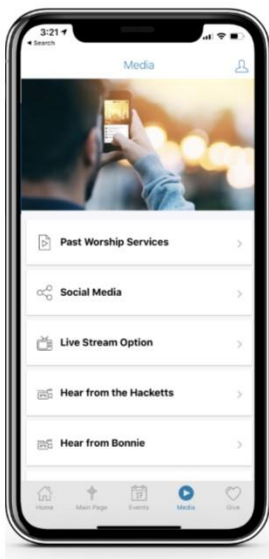 3:21
Search
Media
Past Worship Services
Social Media
Live Stream Option
Hear from the Hacketts
Hear from Bonnie
Home
Main Page
Events
Media
Give